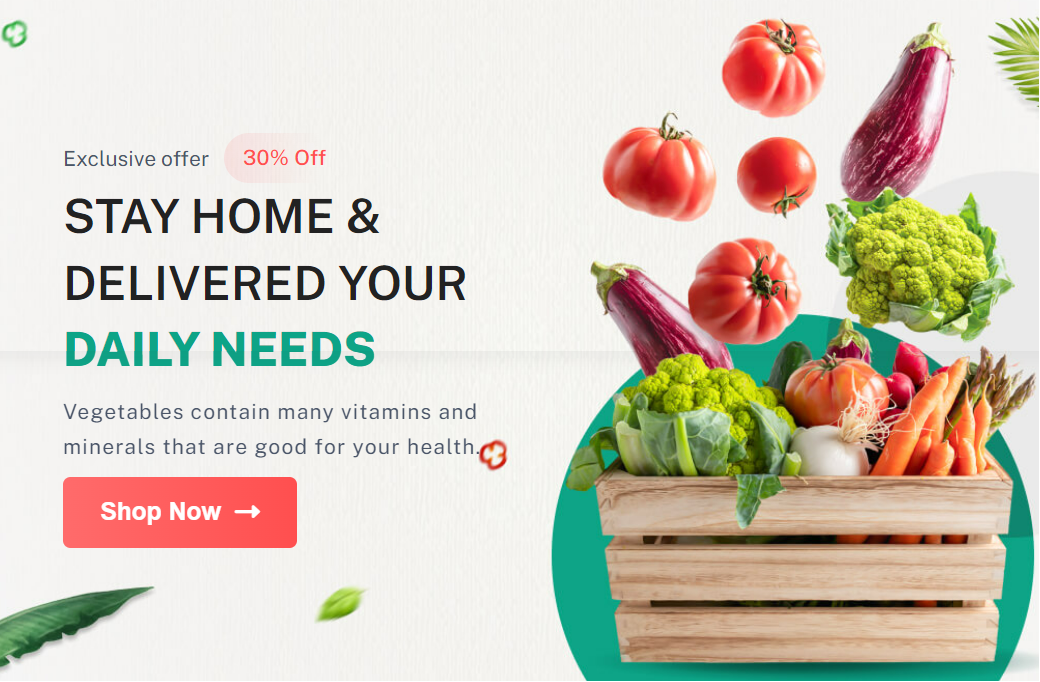 Exclusive offer 30% Off
STAY HOME &
DELIVERED YOUR
DAILY NEEDS
Vegetables contain many vitamins and
minerals that are good for your health.
Shop Now →